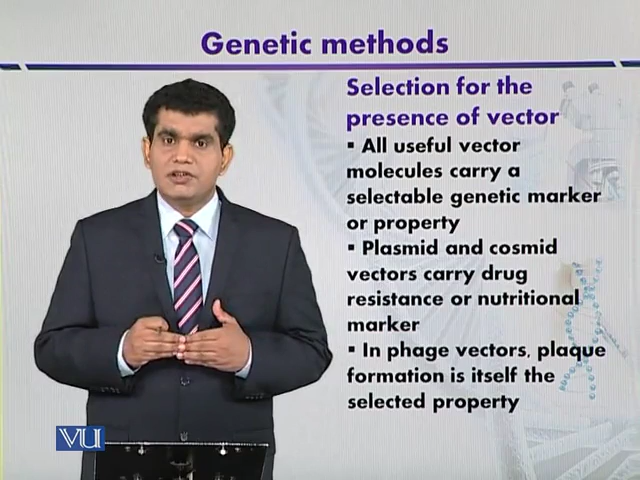 Genetic methods
Selection for the
presence of vector
▪ All useful vector
molecules carry a
selectable genetic marker
or property
▪ Plasmid and cosmid
vectors carry drug
resistance or nutritional
marker
▪ In phage vectors, plaque
formation is itself the
selected property
VU